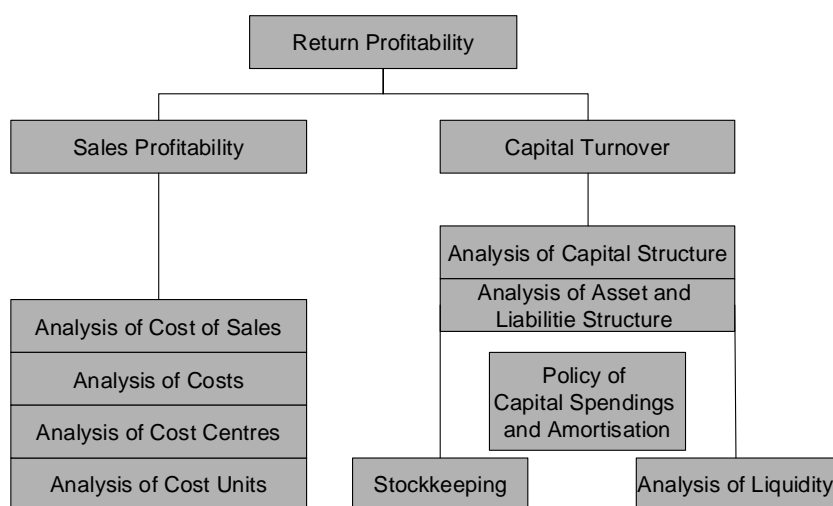 Return Profitability
Sales Profitability
Capital Turnover
Analysis of Capital Structure
Analysis of Asset and
Liabilitie Structure
Analysis of Cost of Sales
Analysis of Costs
Analysis of Cost Centres
Analysis of Cost Units
Policy of
Capital Spendings
and Amortisation
Stockkeeping
Analysis of Liquidity